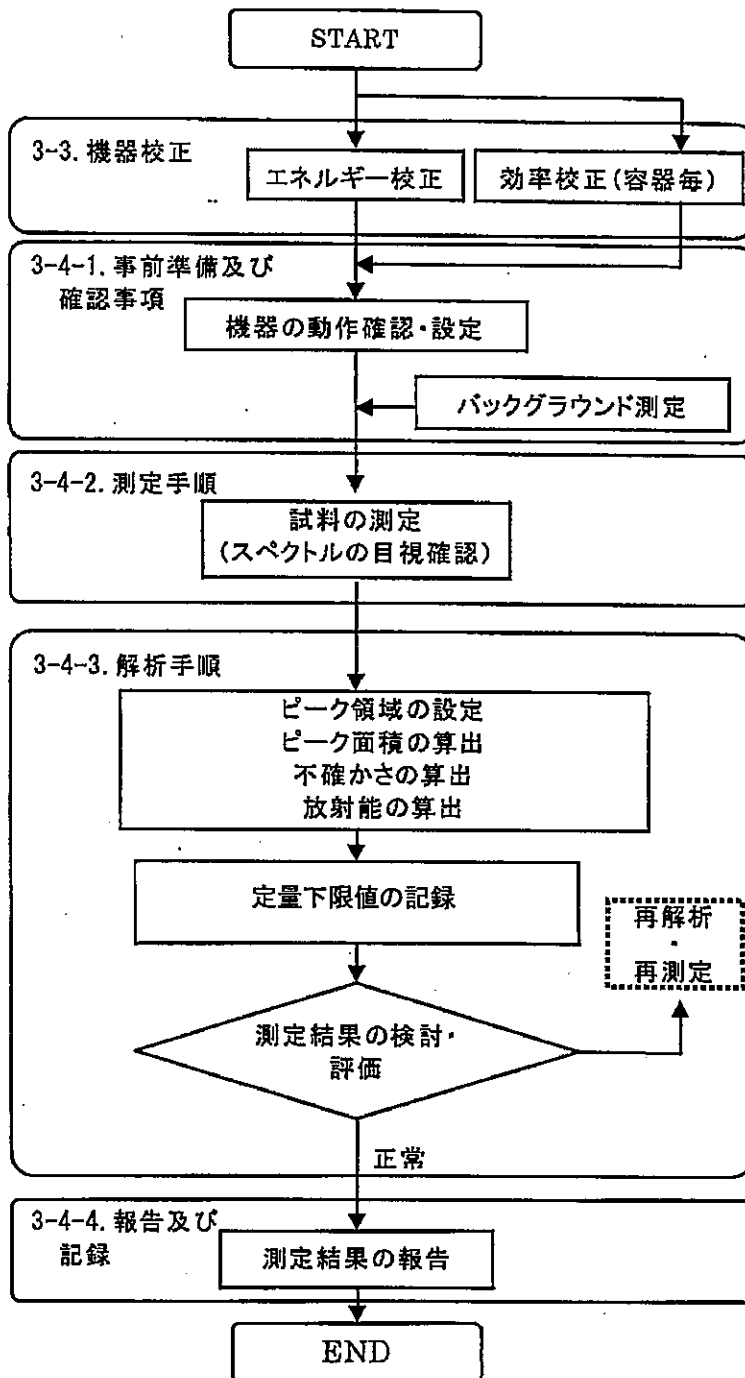 START
3-3. 機器校正
エネルギー校正
効率校正(容器毎)
3-4-1. 事前準備及び
確認事項
機器の動作確認・設定
バックグラウンド測定
3-4-2. 測定手順
試料の測定
(スペクトルの目視確認)
3-4-3. 解析手順
ピーク領域の設定
ピーク面積の算出
不確かさの算出
放射能の算出
定量下限値の記録
再解析
・
再測定
測定結果の検討・
評価
正常
3-4-4. 報告及び
記録
測定結果の報告
END